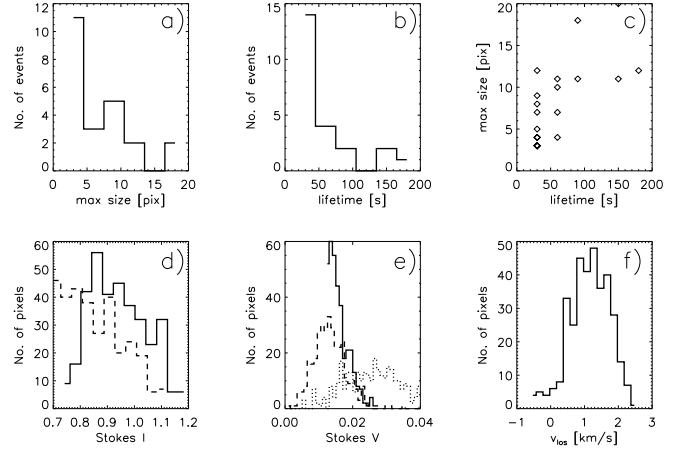 a)
No. of events
12
10
8
6
4
2
0
0 5 10 15 20
max size [pix]
b)
No. of events
15
10
5
0
0 50 100 150 200
lifetime [s]
c)
max size [pix]
20
15
10
5
0
0 50 100 150 200
lifetime [s]
d)
No. of pixels
60
50
40
30
20
10
0
0.7 0.8 0.9 1.0 1.1 1.2
Stokes I
e)
No. of pixels
60
50
40
30
20
10
0
0.00 0.02 0.04
Stokes V
f)
No. of pixels
50
40
30
20
10
0
−1 0 1 2 3
vlos [km/s]